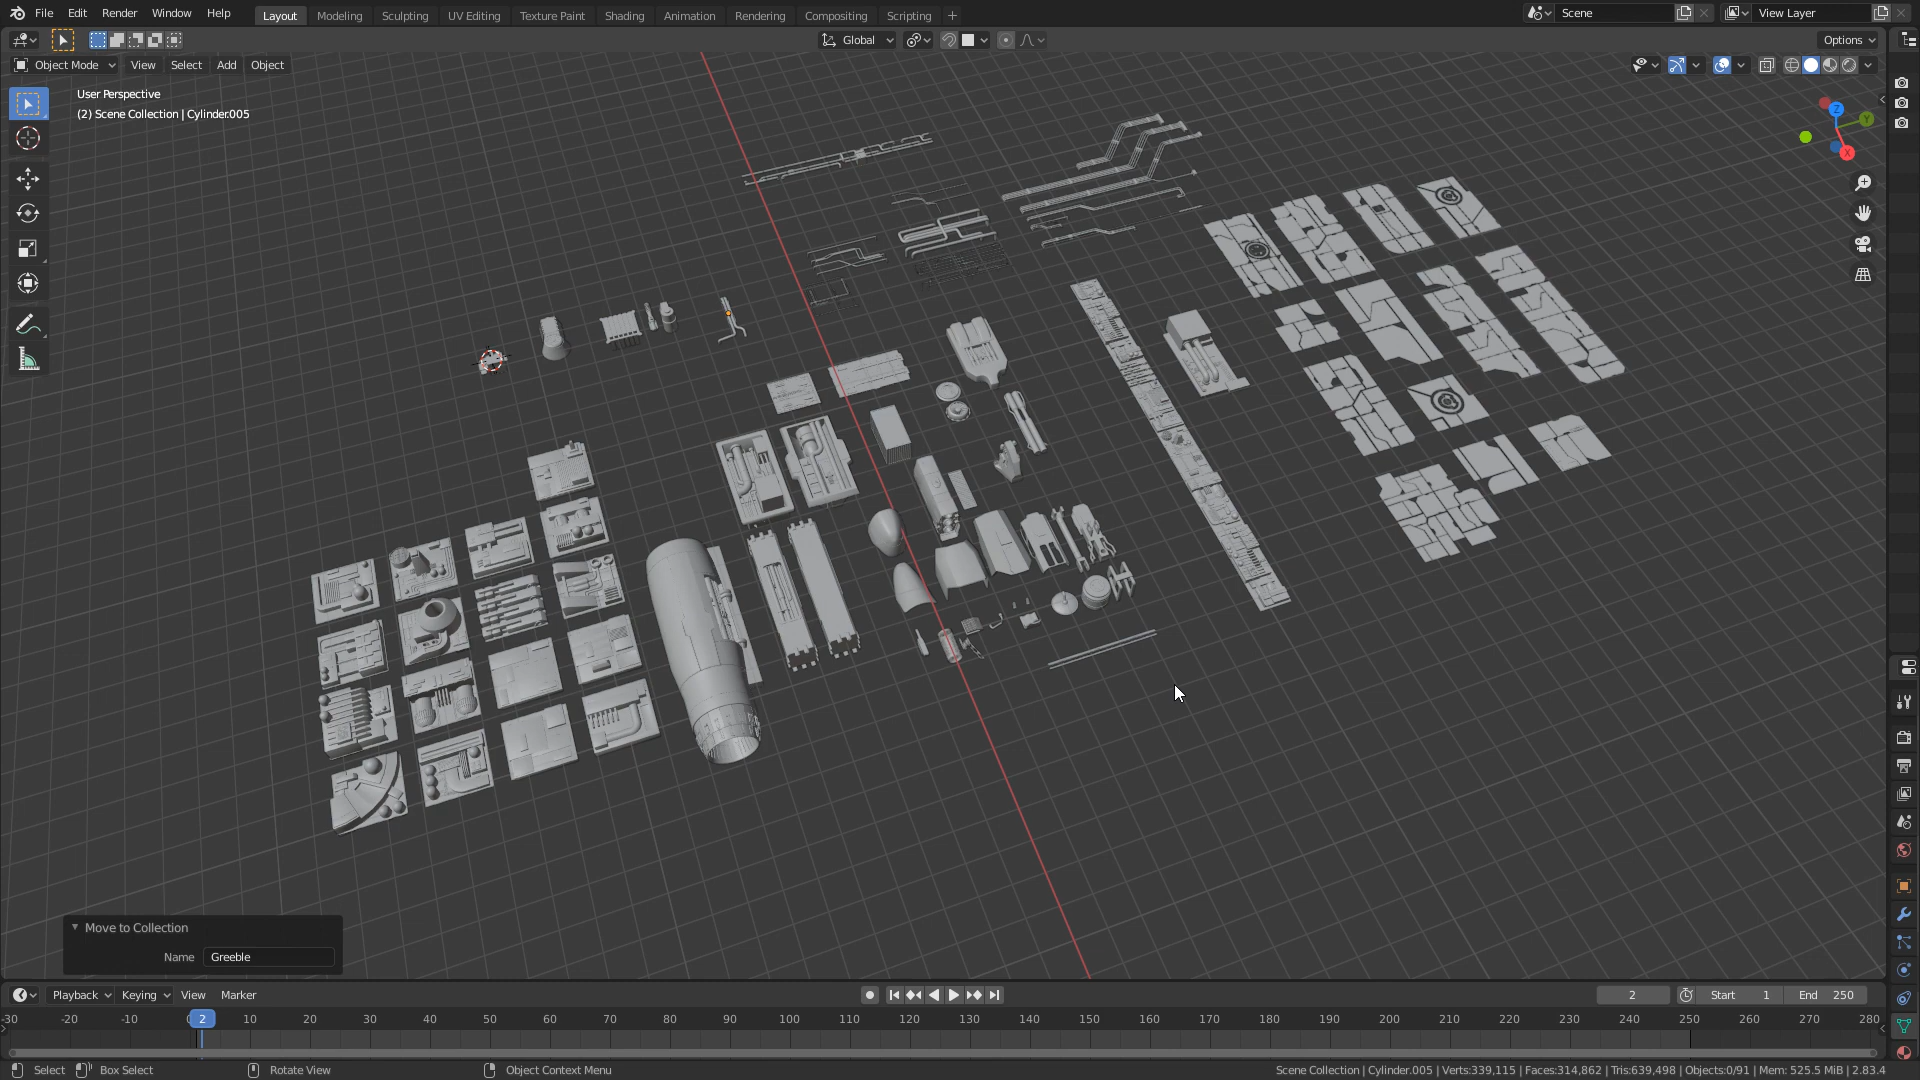 File Edit Render Window Help
Layout Modeling Sculpting UV Editing Texture Paint Shading Animation Rendering Compositing Scripting +
Scene
View Layer
Global
Options
Object Mode View Select Add Object
User Perspective
(2) Scene Collection | Cylinder.005
Z
Y
X
Move to Collection
Name Greeble
Playback Keying View Marker
2
Start 1
End 250
-30 -20 -10 0 2 10 20 30 40 50 60 70 80 90 100 110 120 130 140 150 160 170 180 190 200 210 220 230 240 250 260 270 280
Select Box Select Rotate View Object Context Menu
Scene Collection | Cylinder.005 | Verts:339,115 | Faces:314,862 | Tris:639,498 | Objects:0/91 | Mem: 525.5 MiB | 2.83.4